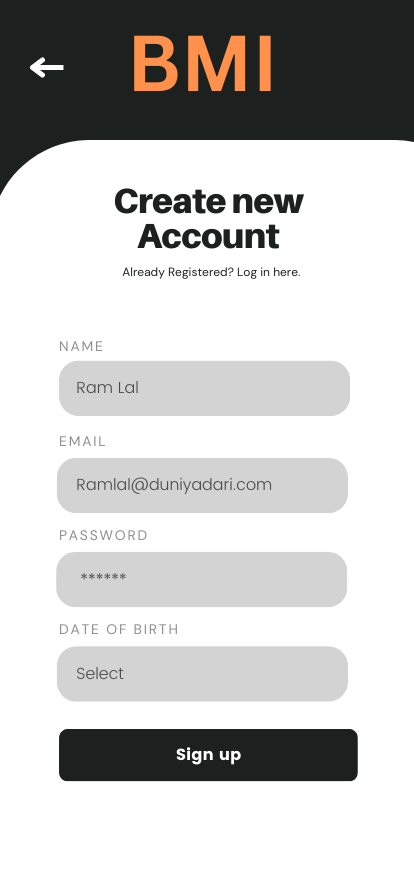 BMI
Create new
Account
Already Registered? Log in here.
NAME
Ram Lal
EMAIL
Ramlal@duniyadari.com
PASSWORD
******
DATE OF BIRTH
Select
Sign up